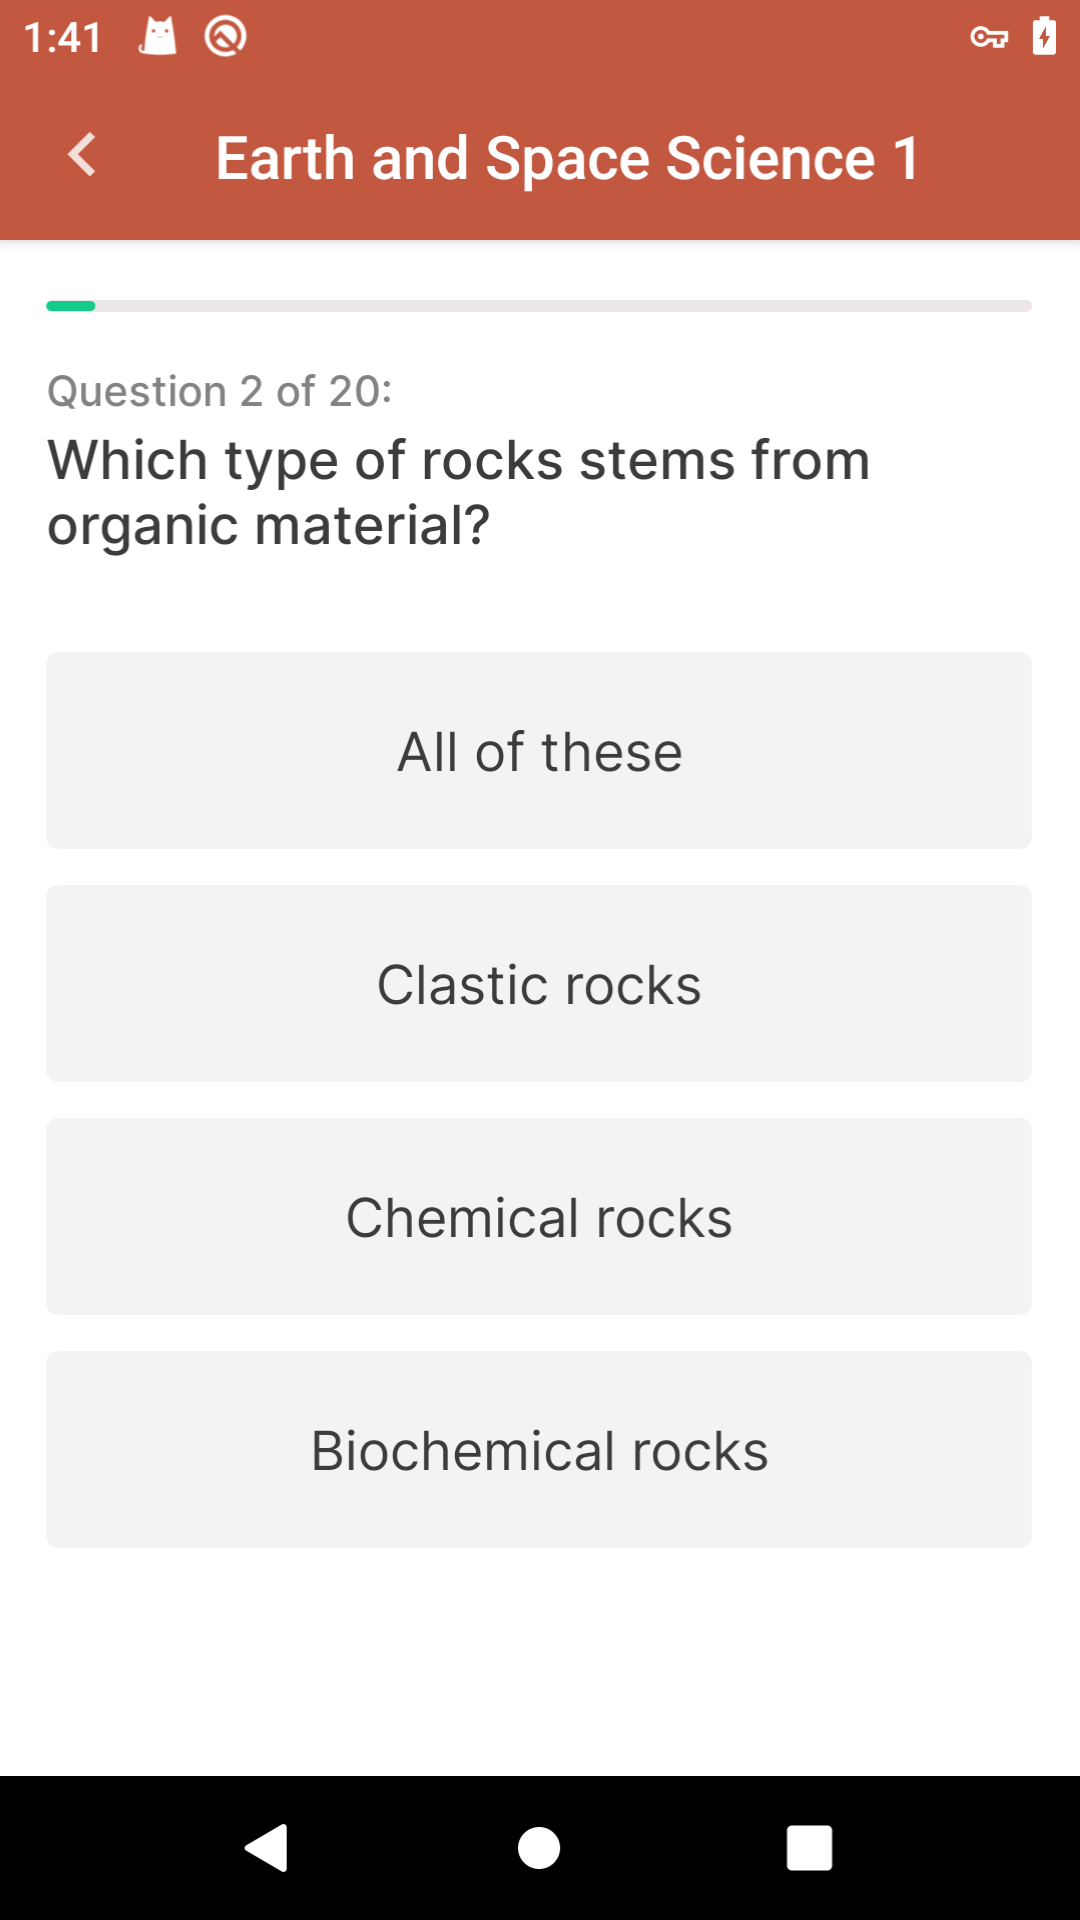 1:41
Earth and Space Science 1
Question 2 of 20:
Which type of rocks stems from
organic material?
All of these
Clastic rocks
Chemical rocks
Biochemical rocks